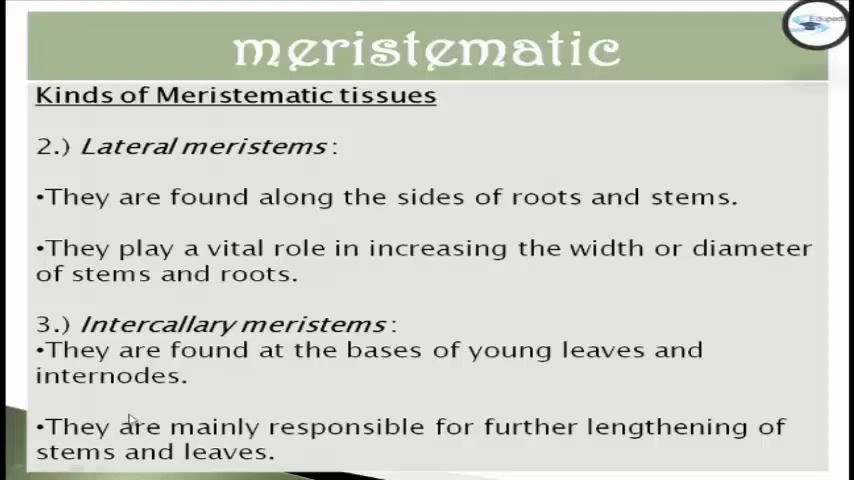 meristematic
Eduped
Kinds of Meristematic tissues
2.) Lateral meristems :
•They are found along the sides of roots and stems.
•They play a vital role in increasing the width or diameter
of stems and roots.
3.) Intercallary meristems :
•They are found at the bases of young leaves and
internodes.
•They are mainly responsible for further lengthening of
stems and leaves.